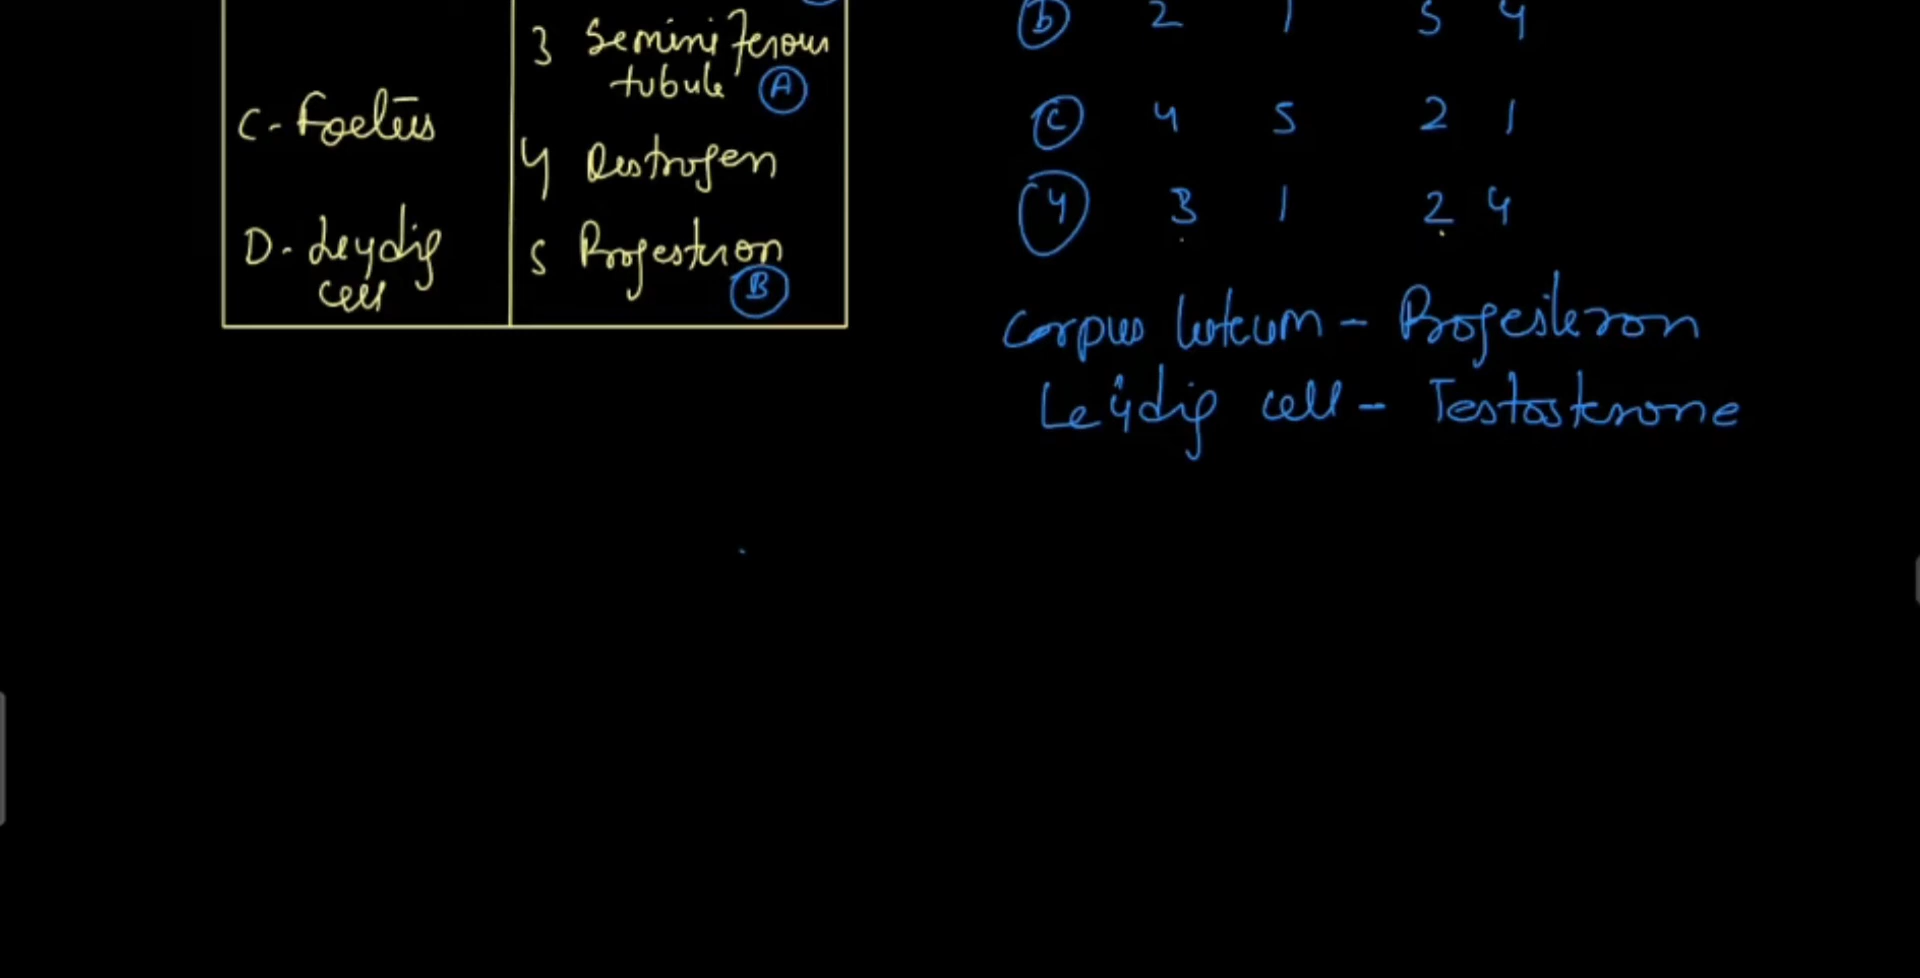 3 Seminiferous
tubule A
C- Foetus
4 Oestrogen
D- Leydig
cell
5 Progestron
B
b 2 1 5 4
C 4 5 2 1
4 3 1 2 4
Corpus luteum - Progesteron
Leydig cell - Testosterone